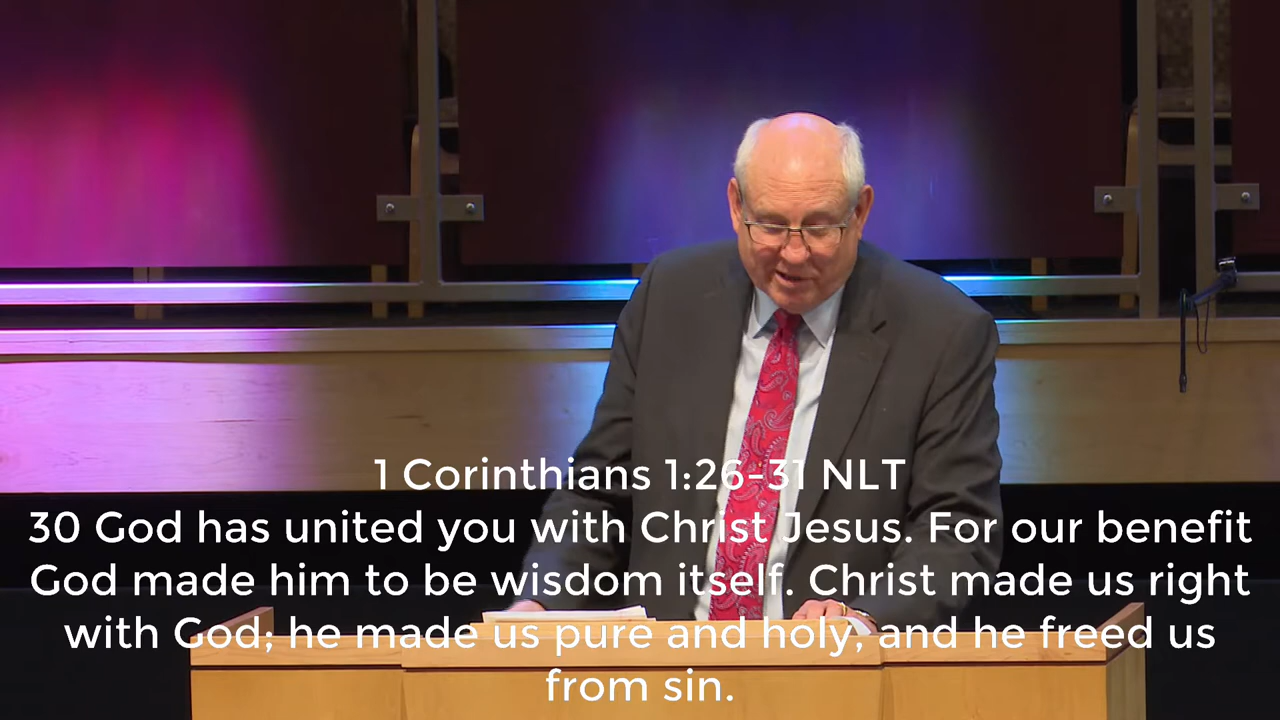 1 Corinthians 1:26-31 NLT
30 God has united you with Christ Jesus. For our benefit
God made him to be wisdom itself. Christ made us right
with God; he made us pure and holy, and he freed us
from sin.